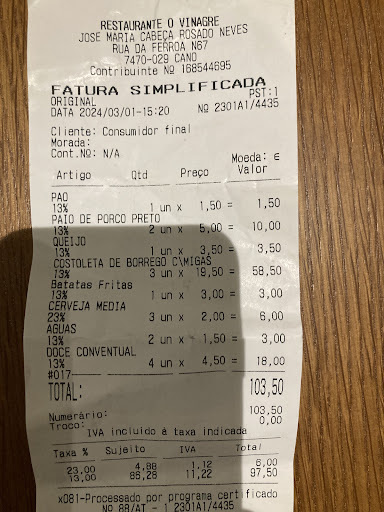 RESTAURANTE O VINAGRE
JOSE MARIA CABEÇA ROSADO NEVES
RUA DA FERROA N67
7470-029 CANO
Contribuinte Nº 168544695
FATURA SIMPLIFICADA
ORIGINAL PST:1
DATA 2024/03/01-15:20 Nº 2301A1/4435
Cliente: Consumidor final
Morada:
Cont.Nº: N/A
Moeda: €
Artigo Qtd Preço Valor
PAO
13% 1 un x 1,50 = 1,50
PAIO DE PORCO PRETO
13% 2 un x 5,00 = 10,00
QUEIJO
13% 1 un x 3,50 = 3,50
COSTOLETA DE BORREGO C\MIGAS
13% 3 un x 19,50 = 58,50
Batatas Fritas
13% 1 un x 3,00 = 3,00
CERVEJA MEDIA
23% 3 un x 2,00 = 6,00
AGUAS
13% 2 un x 1,50 = 3,00
DOCE CONVENTUAL
13% 4 un x 4,50 = 18,00
#017
TOTAL: 103,50
Numerário: 103,50
Troco: 0,00
IVA incluido à taxa indicada
Taxa % Sujeito IVA Total
23,00 4,88 1,12 6,00
13,00 86,28 11,22 97,50
xO81-Processado por programa certificado
Nº 88/AT - 1 2301A1/4435